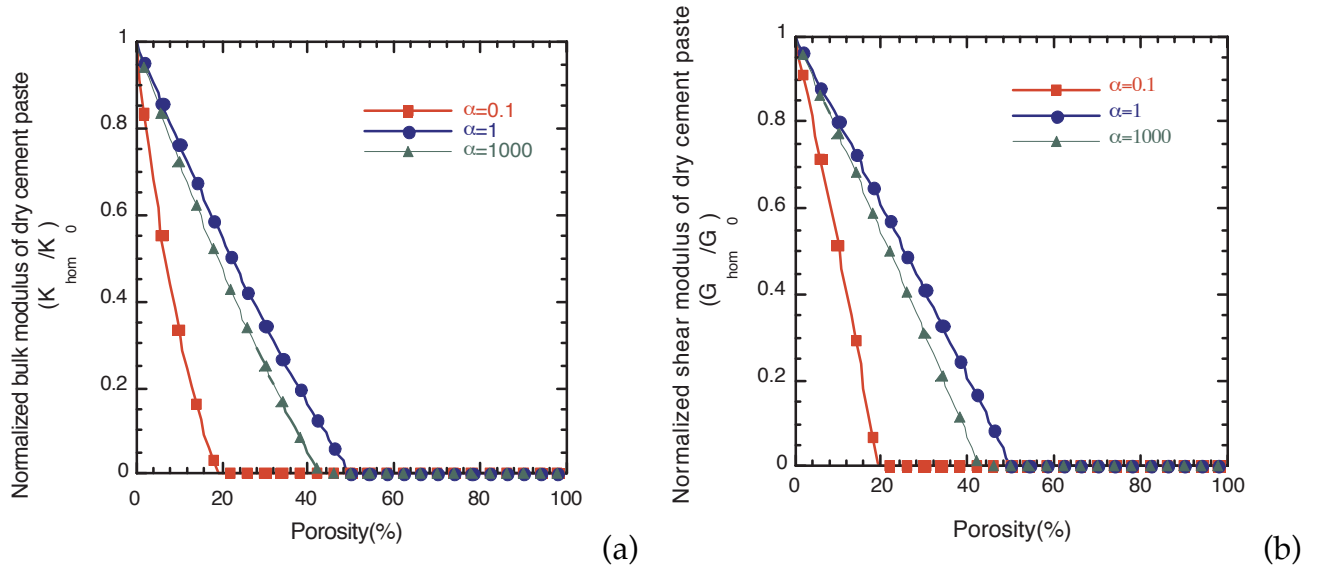 Normalized bulk modulus of dry cement paste
(K hom /K 0 )
1
0.8
0.6
0.4
0.2
0
0 20 40 60 80 100
Porosity(%)
α=0.1
α=1
α=1000
(a)
Normalized shear modulus of dry cement paste
(G hom /G 0 )
1
0.8
0.6
0.4
0.2
0
0 20 40 60 80 100
Porosity(%)
α=0.1
α=1
α=1000
(b)